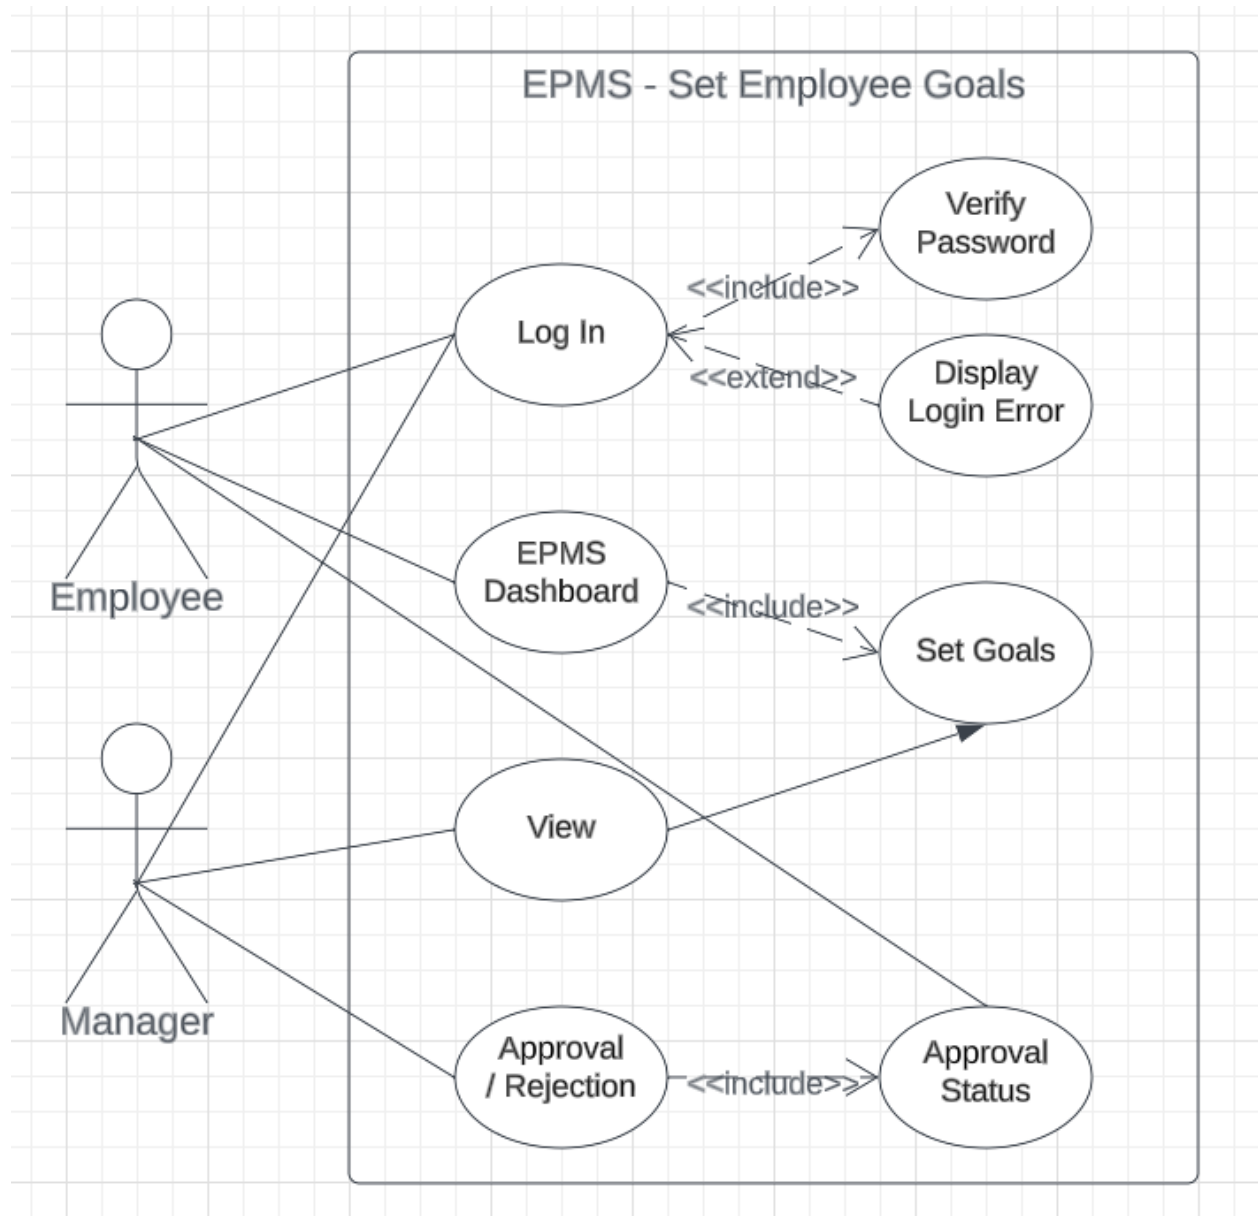 EPMS - Set Employee Goals
Verify
Password
<<include>>
Log In
<<extend>>
Display
Login Error
Employee
EPMS
Dashboard
<<include>>
Set Goals
View
Manager
Approval
/ Rejection
<<include>>
Approval
Status